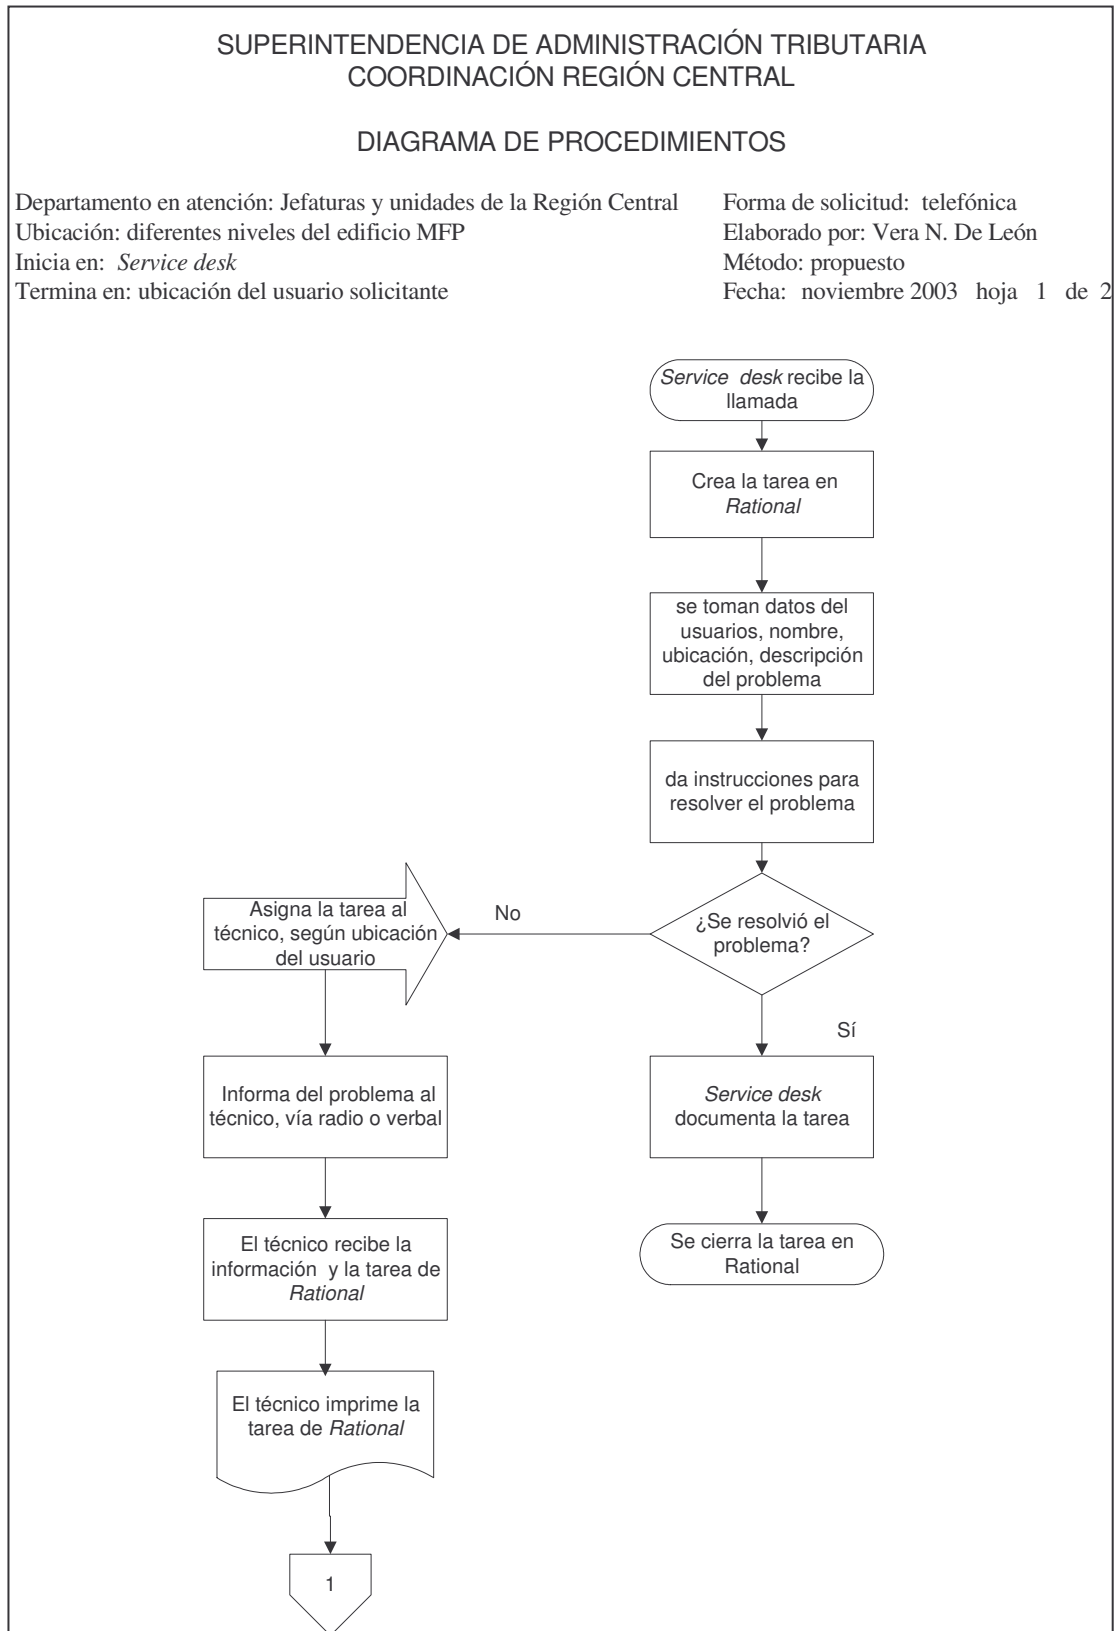 SUPERINTENDENCIA DE ADMINISTRACIÓN TRIBUTARIA
COORDINACIÓN REGIÓN CENTRAL
DIAGRAMA DE PROCEDIMIENTOS
Departamento en atención: Jefaturas y unidades de la Región Central
Ubicación: diferentes niveles del edificio MFP
Inicia en: Service desk
Termina en: ubicación del usuario solicitante
Forma de solicitud: telefónica
Elaborado por: Vera N. De León
Método: propuesto
Fecha: noviembre 2003 hoja 1 de 2
Service desk recibe la
llamada
Crea la tarea en
Rational
se toman datos del
usuarios, nombre,
ubicación, descripción
del problema
da instrucciones para
resolver el problema
¿Se resolvió el
problema?
No
Asigna la tarea al
técnico, según ubicación
del usuario
Sí
Informa del problema al
técnico, vía radio o verbal
Service desk
documenta la tarea
El técnico recibe la
información y la tarea de
Rational
Se cierra la tarea en
Rational
El técnico imprime la
tarea de Rational
1